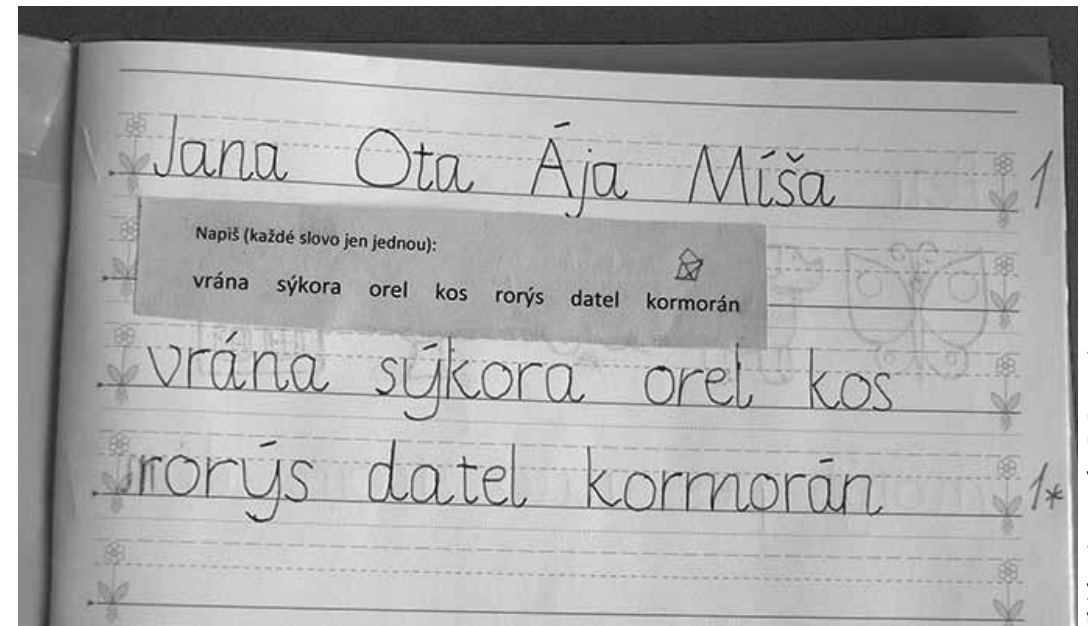 Jana Ota Ája Míša 1
Napiš (každé slovo jen jednou):
vrána sýkora orel kos rorýs datel kormorán
vrána sýkora orel kos
rorýs datel kormorán 1*